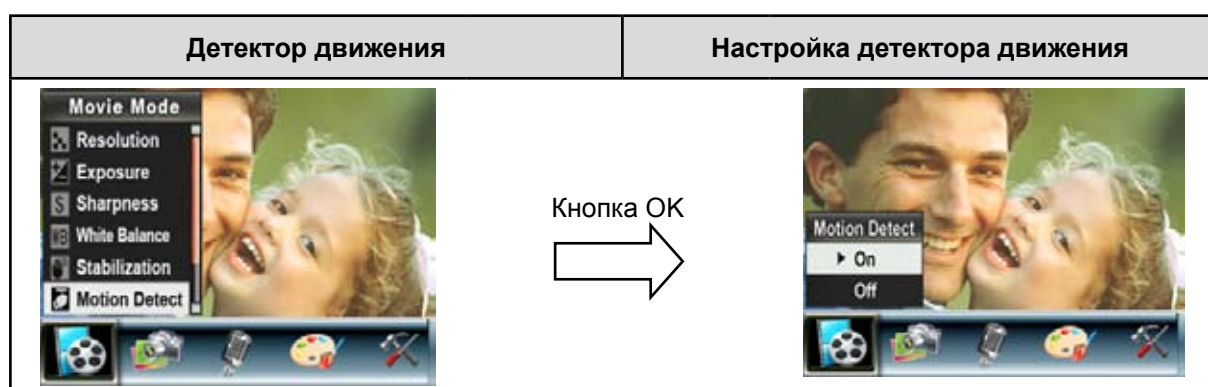 Детектор движения
Настройка детектора движения
Movie Mode
Resolution
Exposure
Sharpness
White Balance
Stabilization
Motion Detect
Кнопка OK
Motion Detect
On
Off